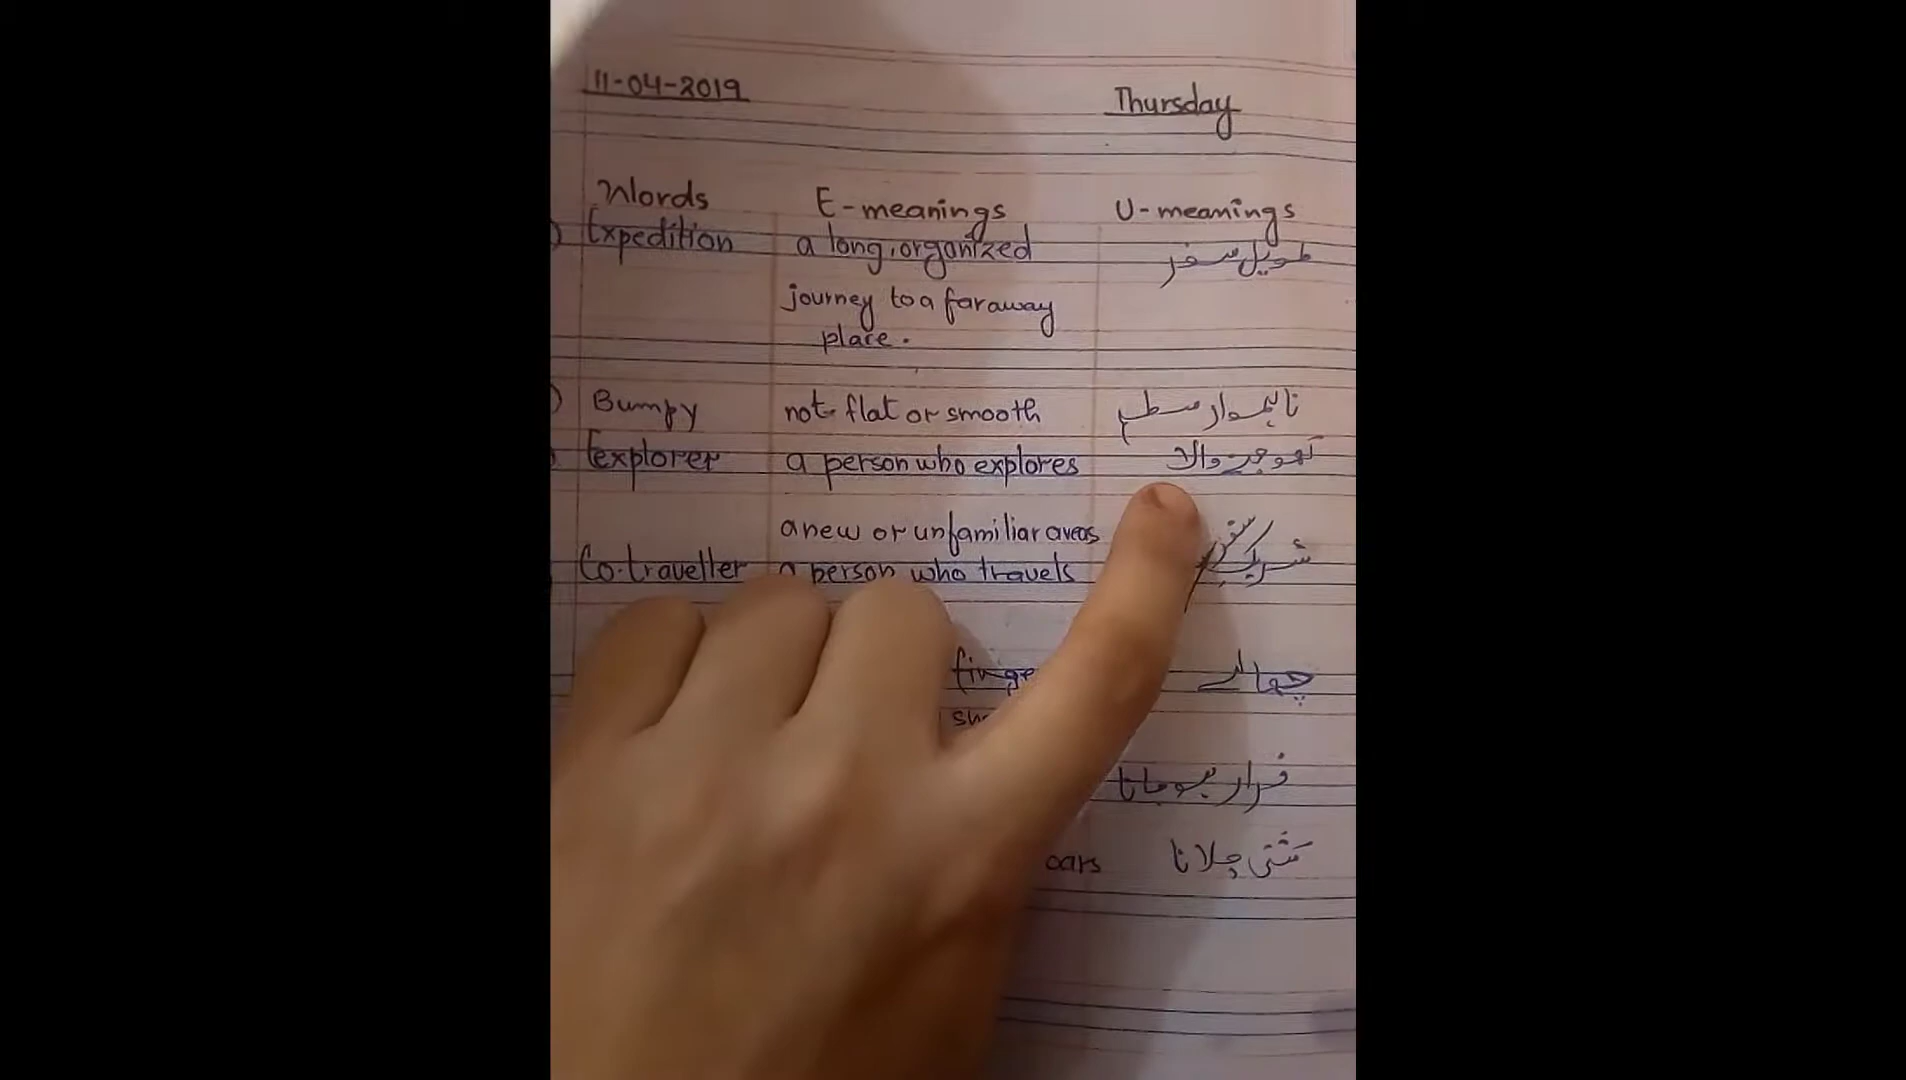 11-04-2019 Thursday
Words E-meanings U-meanings
Expedition a long, organized طویل سفر
journey to a far away
place.
Bumpy not flat or smooth ناہموار سطح
Explorer a person who explores کھوجنے والا
a new or unfamiliar areas
Co-traveller a person who travels شریک سفر
چھالے
فرار ہو جانا
oars کشتی چلانا